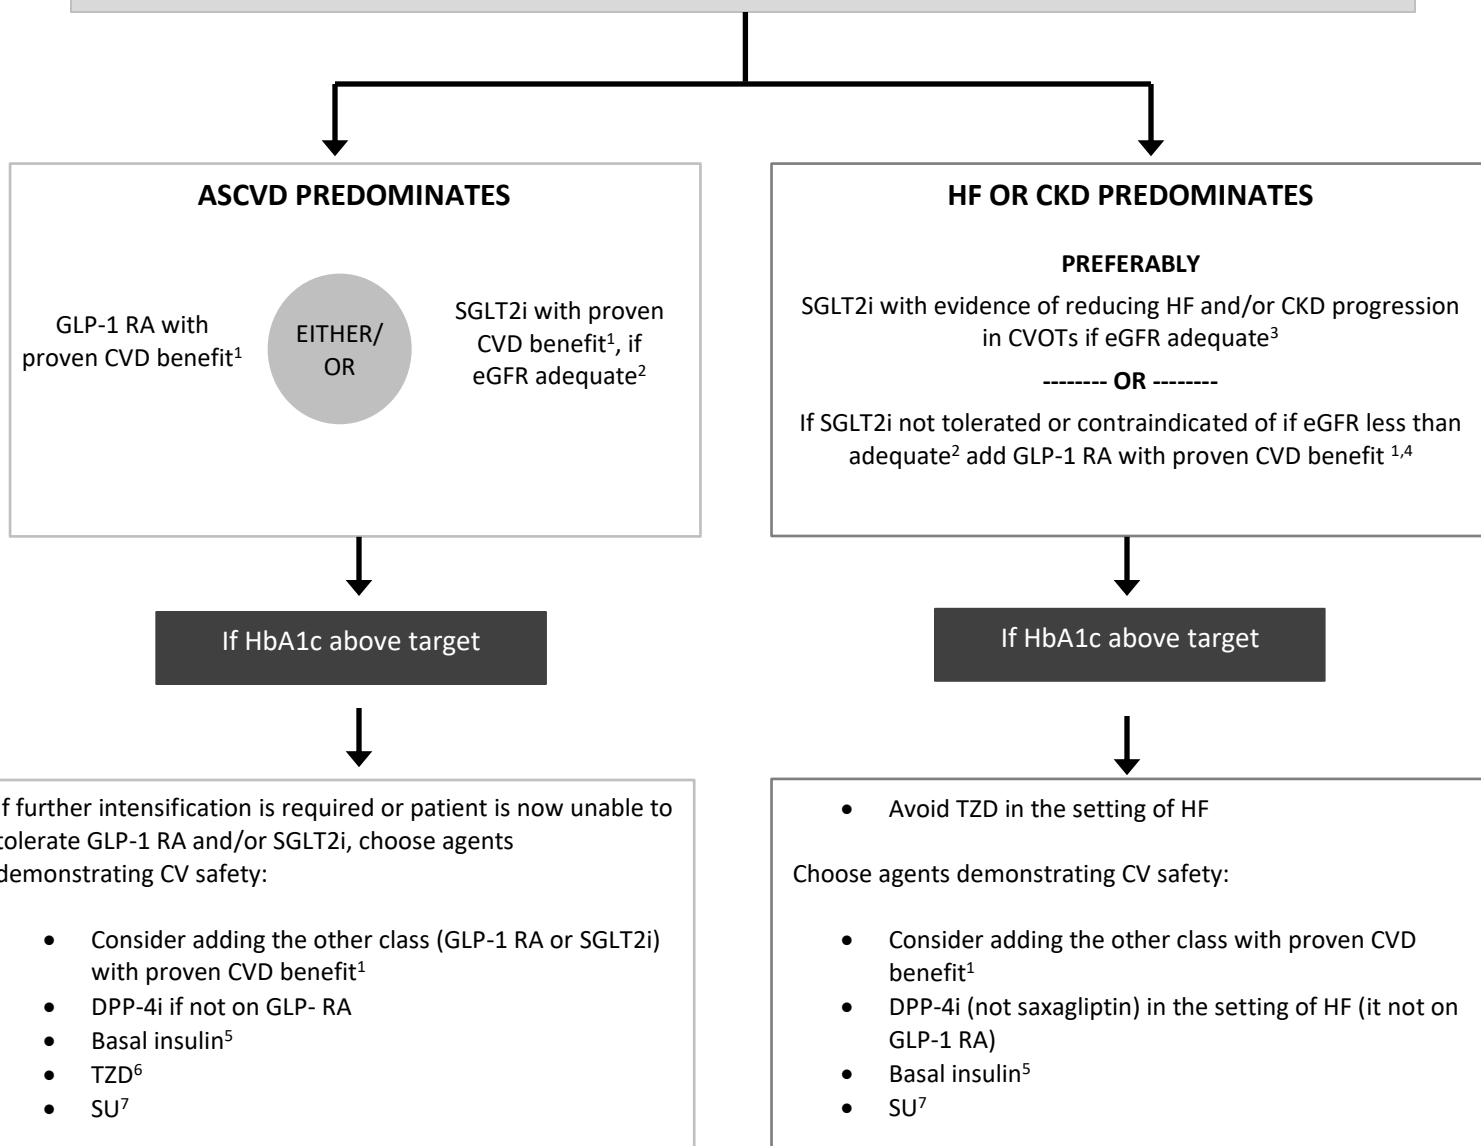 ASCVD PREDOMINATES
GLP-1 RA with
proven CVD benefit¹
EITHER/
OR
SGLT2i with proven
CVD benefit¹, if
eGFR adequate²
HF OR CKD PREDOMINATES
PREFERABLY
SGLT2i with evidence of reducing HF and/or CKD progression
in CVOTs if eGFR adequate³
-------- OR --------
If SGLT2i not tolerated or contraindicated of if eGFR less than
adequate² add GLP-1 RA with proven CVD benefit ¹,⁴
If HbA1c above target
If HbA1c above target
f further intensification is required or patient is now unable to
tolerate GLP-1 RA and/or SGLT2i, choose agents
demonstrating CV safety:
• Consider adding the other class (GLP-1 RA or SGLT2i)
with proven CVD benefit¹
• DPP-4i if not on GLP- RA
• Basal insulin⁵
• TZD⁶
• SU⁷
• Avoid TZD in the setting of HF
Choose agents demonstrating CV safety:
• Consider adding the other class with proven CVD
benefit¹
• DPP-4i (not saxagliptin) in the setting of HF (it not on
GLP-1 RA)
• Basal insulin⁵
• SU⁷